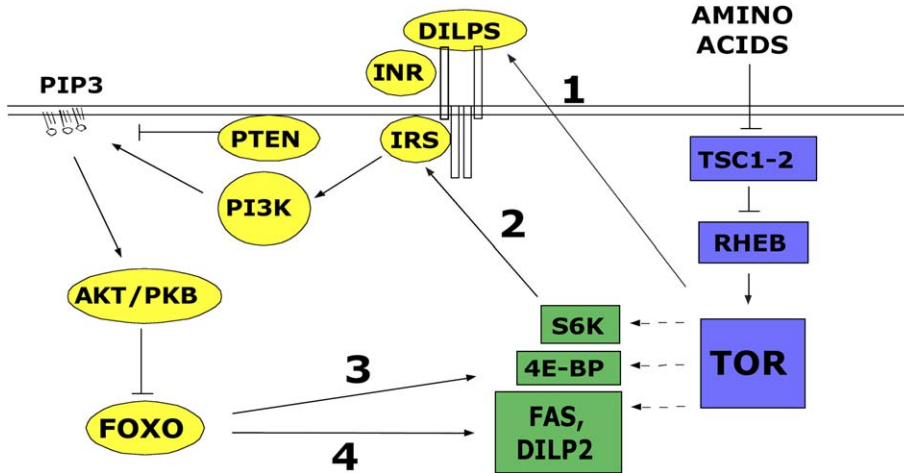 DILPS
AMINO
ACIDS
INR
PIP3
1
PTEN
IRS
TSC1-2
PI3K
2
RHEB
AKT/PKB
S6K
TOR
3
4E-BP
FOXO
4
FAS,
DILP2